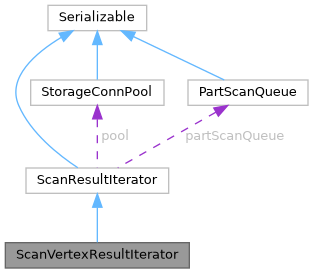 Serializable
StorageConnPool
PartScanQueue
pool
partScanQueue
ScanResultIterator
ScanVertexResultIterator